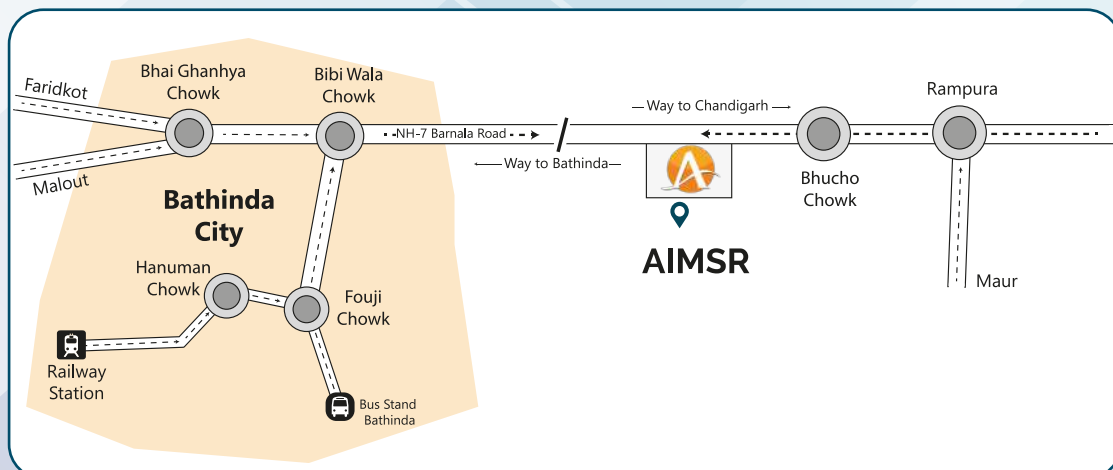 Faridkot
Malout
Bhai Ghanhya
Chowk
Bibi Wala
Chowk
NH-7 Barnala Road
Way to Chandigarh
Way to Bathinda
Rampura
Bhucho
Chowk
Maur
AIMSR
Bathinda
City
Hanuman
Chowk
Fouji
Chowk
Railway
Station
Bus Stand
Bathinda